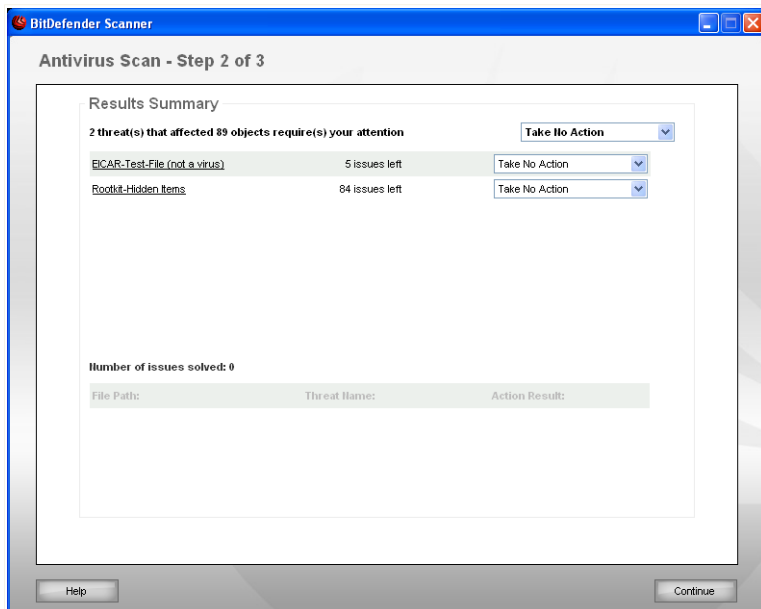 BitDefender Scanner
Antivirus Scan - Step 2 of 3
Results Summary
2 threat(s) that affected 89 objects require(s) your attention Take No Action
EICAR-Test-File (not a virus) 5 issues left Take No Action
Rootkit-Hidden Items 84 issues left Take No Action
Number of issues solved: 0
File Path: Threat Name: Action Result:
Help Continue